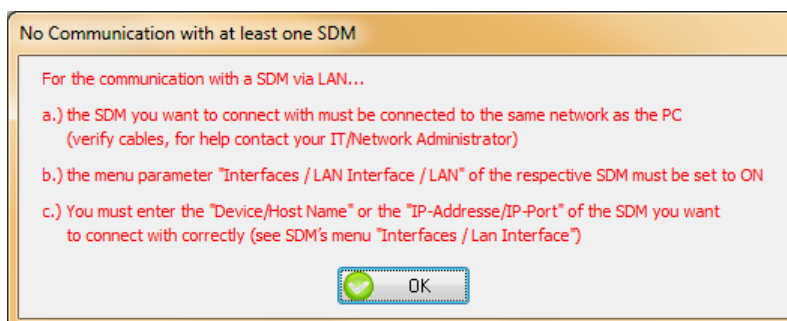 No Communication with at least one SDM
For the communication with a SDM via LAN...
a.) the SDM you want to connect with must be connected to the same network as the PC
(verify cables, for help contact your IT/Network Administrator)
b.) the menu parameter "Interfaces / LAN Interface / LAN" of the respective SDM must be set to ON
c.) You must enter the "Device/Host Name" or the "IP-Addresse/IP-Port" of the SDM you want
to connect with correctly (see SDM's menu "Interfaces / Lan Interface")
OK